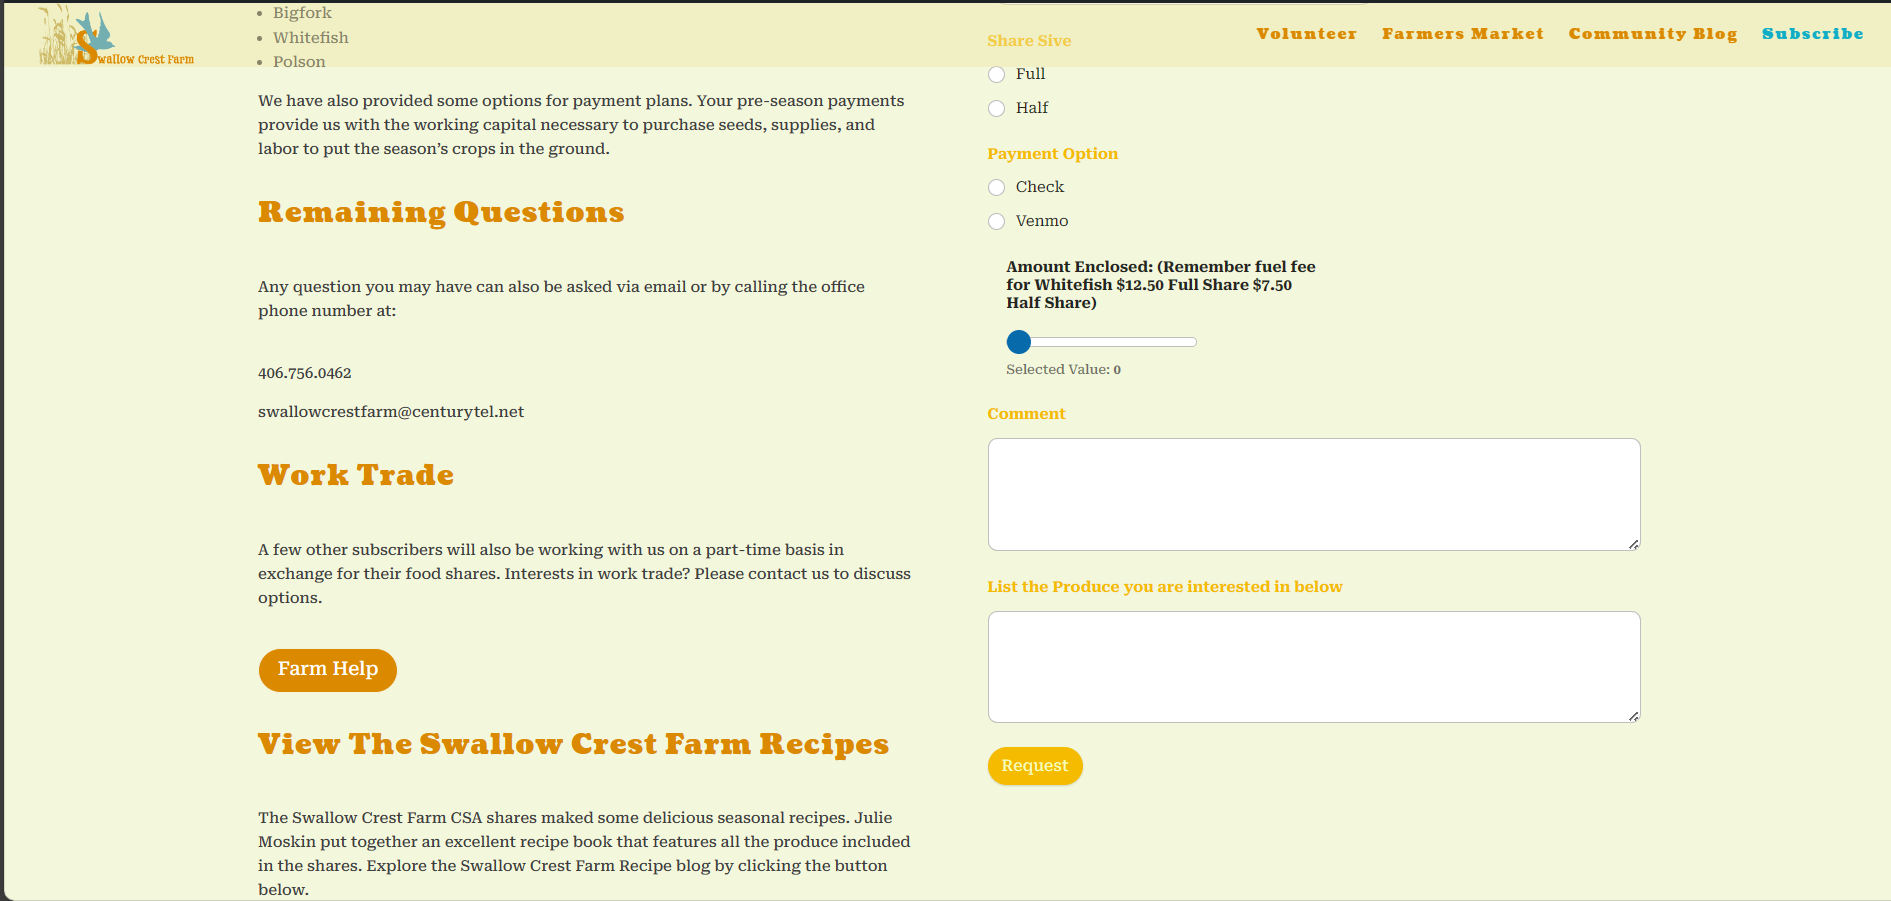 Swallow Crest Farm
Volunteer
Farmers Market
Community Blog
Subscribe
Bigfork
Whitefish
Polson
We have also provided some options for payment plans. Your pre-season payments
provide us with the working capital necessary to purchase seeds, supplies, and
labor to put the season’s crops in the ground.
Remaining Questions
Any question you may have can also be asked via email or by calling the office
phone number at:
406.756.0462
swallowcrestfarm@centurytel.net
Work Trade
A few other subscribers will also be working with us on a part-time basis in
exchange for their food shares. Interests in work trade? Please contact us to discuss
options.
Farm Help
View The Swallow Crest Farm Recipes
The Swallow Crest Farm CSA shares maked some delicious seasonal recipes. Julie
Moskin put together an excellent recipe book that features all the produce included
in the shares. Explore the Swallow Crest Farm Recipe blog by clicking the button
below.
Share Sive
Full
Half
Payment Option
Check
Venmo
Amount Enclosed: (Remember fuel fee
for Whitefish $12.50 Full Share $7.50
Half Share)
Selected Value: 0
Comment
List the Produce you are interested in below
Request